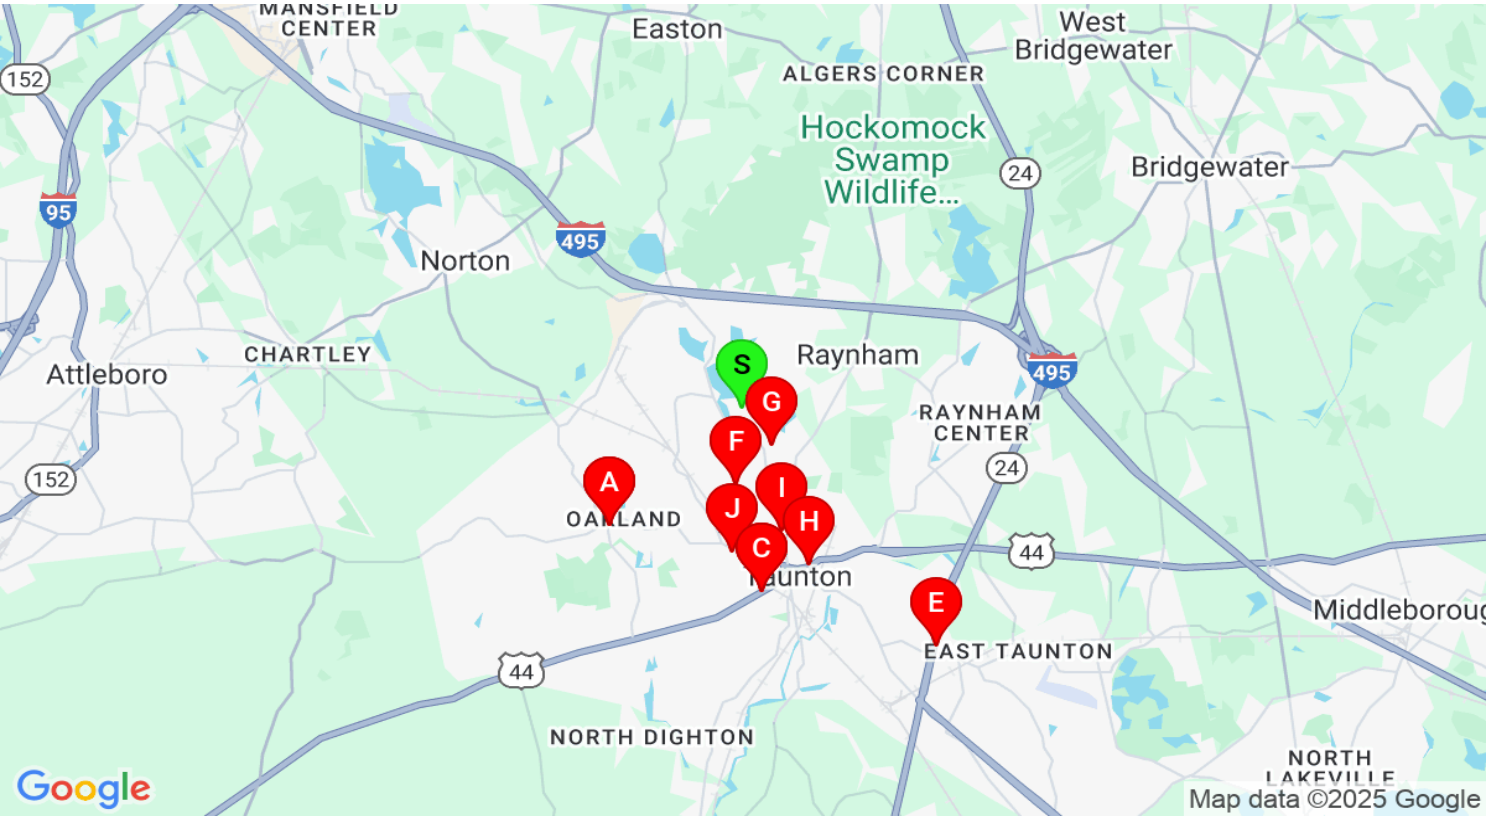 MANSFIELD
CENTER
Easton
West
Bridgewater
152
ALGERS CORNER
Hockomock
Swamp
Wildlife...
24
Bridgewater
95
495
Norton
CHARTLEY
Raynham
S
495
Attleboro
G
RAYNHAM
CENTER
F
24
152
A
I
J
OAKLAND
H
C
44
Taunton
E
Middleboroug
EAST TAUNTON
44
NORTH DIGHTON
NORTH
LAKEVILLE
Google
Map data ©2025 Google